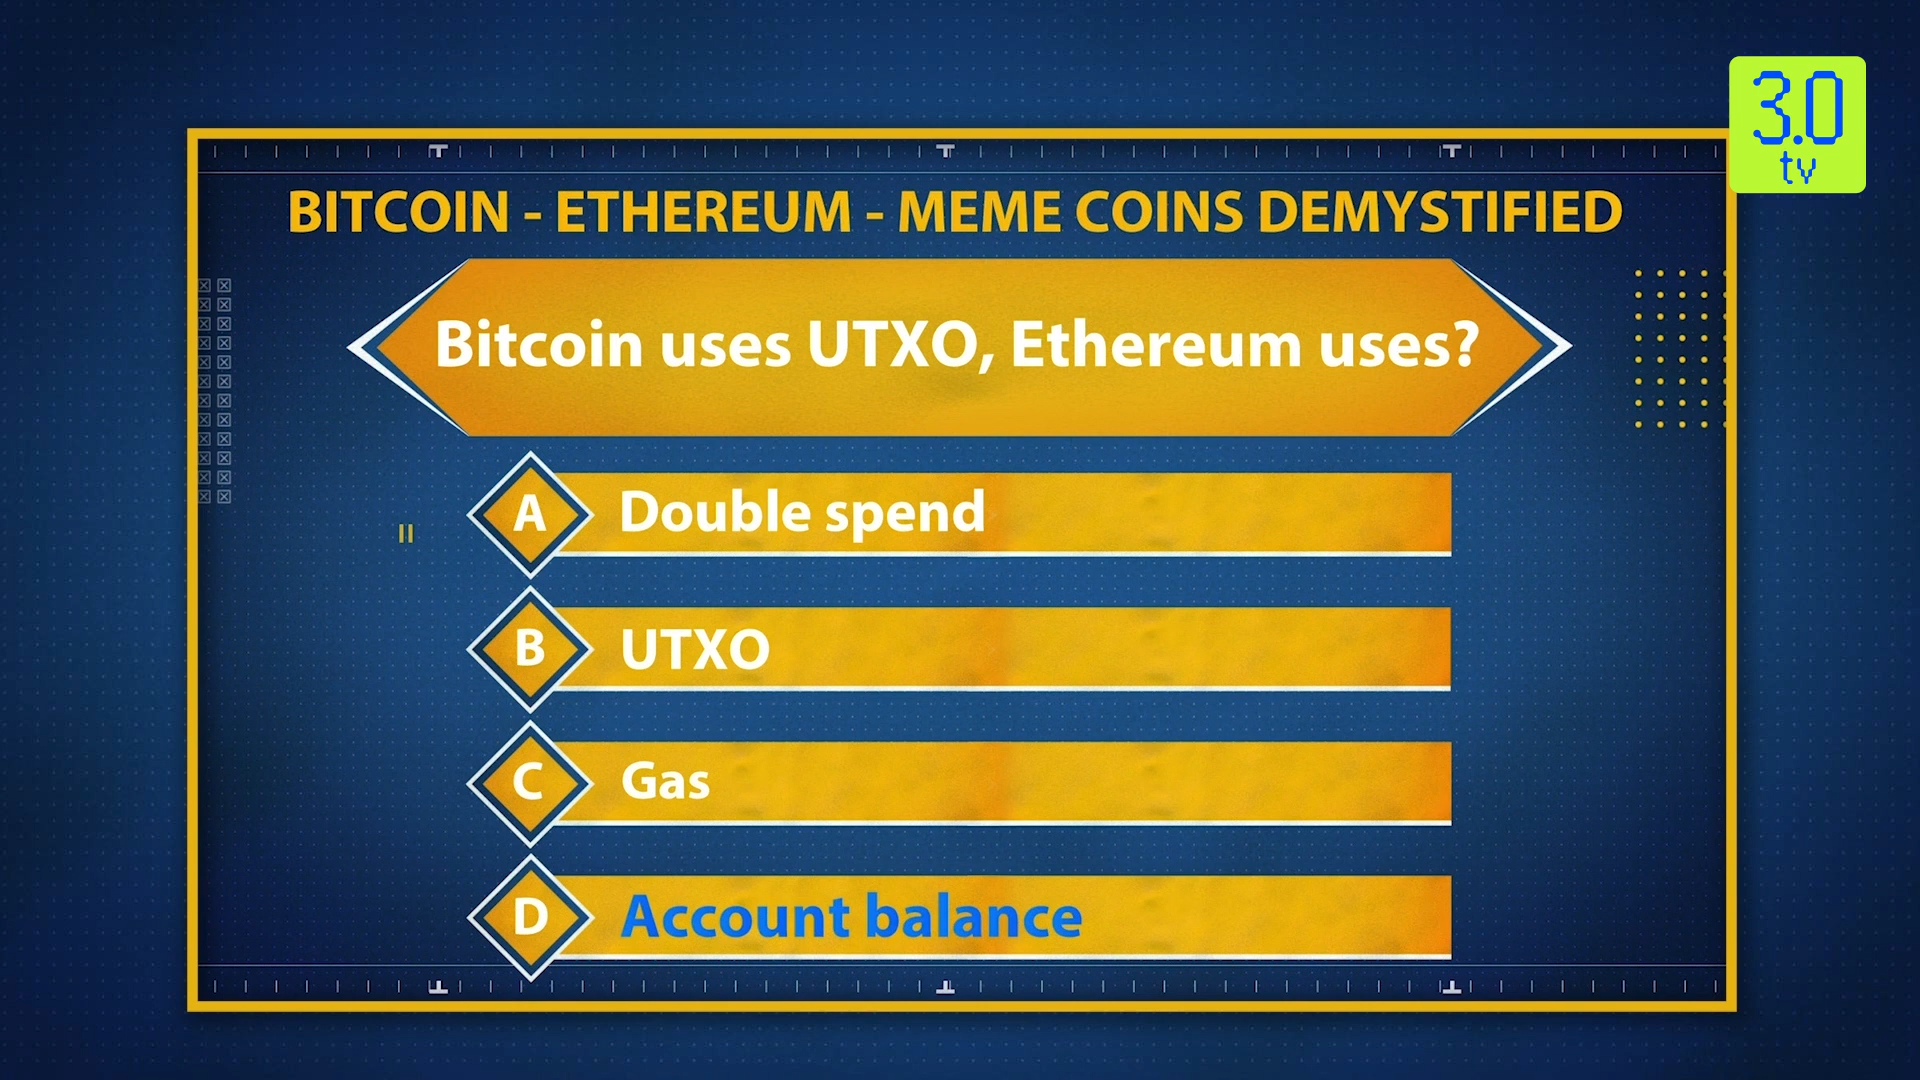 3.0
tv
BITCOIN - ETHEREUM - MEME COINS DEMYSTIFIED
Bitcoin uses UTXO, Ethereum uses?
A Double spend
B UTXO
C Gas
D Account balance